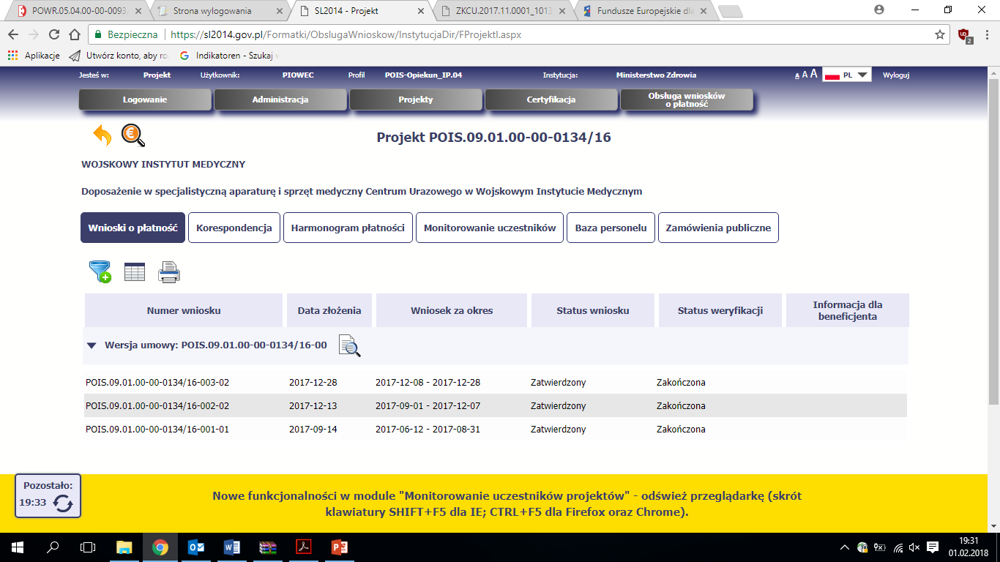 POWR.05.04.00-00-0093
Strona wylogowania
SL2014 - Projekt
ZKCU.2017.11.0001_1013
Fundusze Europejskie dla
Bezpieczna
https://sl2014.gov.pl/Formatki/ObslugaWnioskow/InstytucjaDir/FProjektI.aspx
2
Aplikacje
Utwórz konto, aby ro
Indikatoren - Szukaj
Jesteś w: Projekt Użytkownik: PIOWEC Profil POIS-Opiekun_IP.04 Instytucja: Ministerstwo Zdrowia A A A PL Wyloguj
Logowanie
Administracja
Projekty
Certyfikacja
Obsługa wniosków
o płatność
Projekt POIS.09.01.00-00-0134/16
WOJSKOWY INSTYTUT MEDYCZNY
Doposażenie w specjalistyczną aparaturę i sprzęt medyczny Centrum Urazowego w Wojskowym Instytucie Medycznym
Wnioski o płatność
Korespondencja
Harmonogram płatności
Monitorowanie uczestników
Baza personelu
Zamówienia publiczne
Numer wniosku
Data złożenia
Wniosek za okres
Status wniosku
Status weryfikacji
Informacja dla
beneficjenta
Wersja umowy: POIS.09.01.00-00-0134/16-00
POIS.09.01.00-00-0134/16-003-02 2017-12-28 2017-12-08 - 2017-12-28 Zatwierdzony Zakończona
POIS.09.01.00-00-0134/16-002-02 2017-12-13 2017-09-01 - 2017-12-07 Zatwierdzony Zakończona
POIS.09.01.00-00-0134/16-001-01 2017-09-14 2017-06-12 - 2017-08-31 Zatwierdzony Zakończona
Pozostało:
19:33
Nowe funkcjonalności w module "Monitorowanie uczestników projektów" - odśwież przeglądarkę (skrót
klawiatury SHIFT+F5 dla IE; CTRL+F5 dla Firefox oraz Chrome).
19:31
01.02.2018